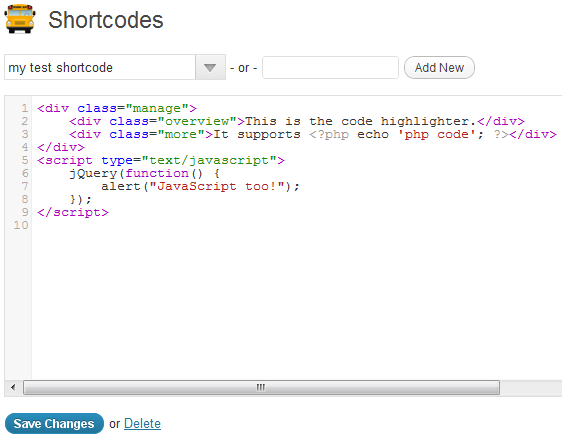 Shortcodes
my test shortcode - or - Add New
1 <div class="manage">
2     <div class="overview">This is the code highlighter.</div>
3     <div class="more">It supports <?php echo 'php code'; ?></div>
4 </div>
5 <script type="text/javascript">
6     jQuery(function() {
7         alert("JavaScript too!");
8     });
9 </script>
10
Save Changes or Delete